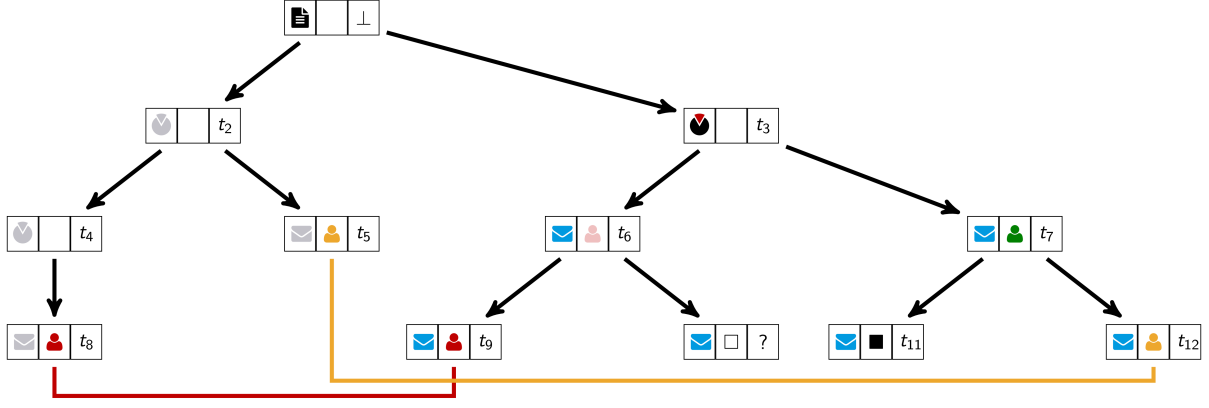 ⊥
t₂ t₃
t₄ t₅ t₆ t₇
t₈ t₉ ? t₁₁ t₁₂